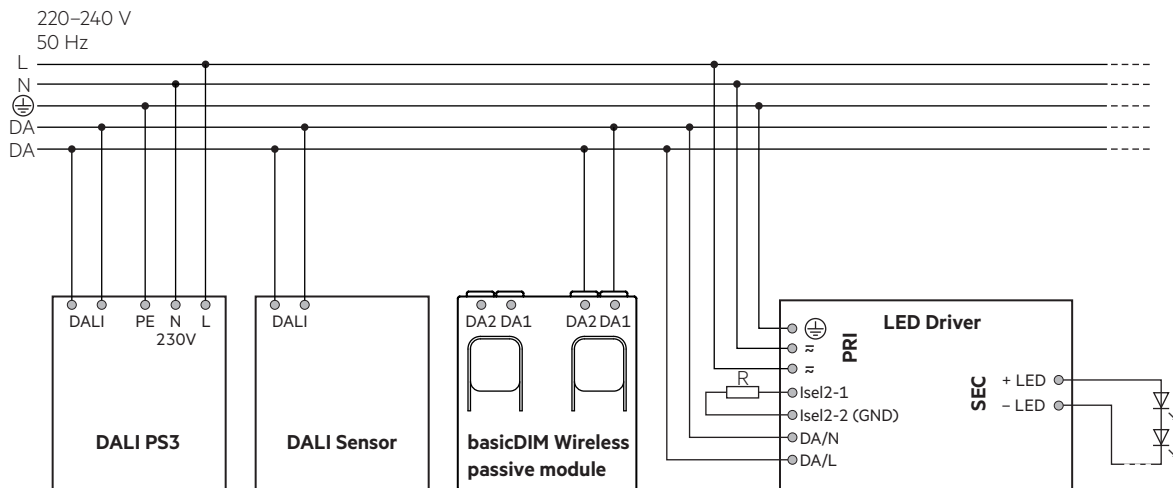 220–240 V
50 Hz
L
N
DA
DA
DALI
PE
N
L
230V
DALI PS3
DALI
DALI Sensor
DA2 DA1
DA2 DA1
basicDIM Wireless
passive module
LED Driver
PRI
≂
≂
R
Isel2-1
Isel2-2 (GND)
DA/N
DA/L
SEC
+ LED
– LED